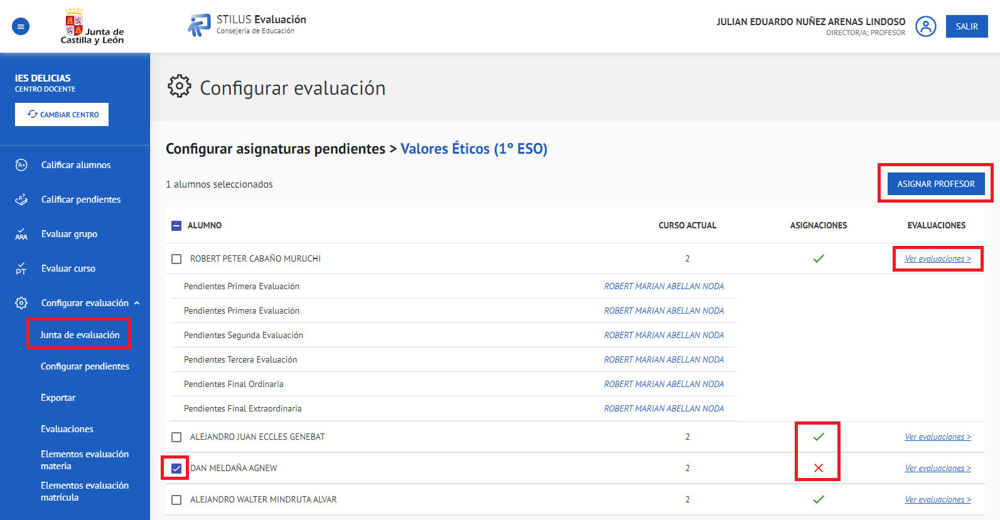 Junta de
Castilla y León
STILUS Evaluación
Consejería de Educación
JULIAN EDUARDO NUÑEZ ARENAS LINDOSO
DIRECTOR/A; PROFESOR
SALIR
IES DELICIAS
CENTRO DOCENTE
CAMBIAR CENTRO
A+ Calificar alumnos
A? Calificar pendientes
Evaluar grupo
PT Evaluar curso
Configurar evaluación
Junta de evaluación
Configurar pendientes
Exportar
Evaluaciones
Elementos evaluación
materia
Elementos evaluación
matrícula
Configurar evaluación
Configurar asignaturas pendientes > Valores Éticos (1º ESO)
1 alumnos seleccionados
ASIGNAR PROFESOR
ALUMNO CURSO ACTUAL ASIGNACIONES EVALUACIONES
ROBERT PETER CABAÑO MURUCHI 2 Ver evaluaciones >
Pendientes Primera Evaluación ROBERT MARIAN ABELLAN NODA
Pendientes Primera Evaluación ROBERT MARIAN ABELLAN NODA
Pendientes Segunda Evaluación ROBERT MARIAN ABELLAN NODA
Pendientes Tercera Evaluación ROBERT MARIAN ABELLAN NODA
Pendientes Final Ordinaria ROBERT MARIAN ABELLAN NODA
Pendientes Final Extraordinaria ROBERT MARIAN ABELLAN NODA
ALEJANDRO JUAN ECCLES GENEBAT 2 Ver evaluaciones >
DAN MELDAÑA AGNEW 2 Ver evaluaciones >
ALEJANDRO WALTER MINDRUTA ALVAR 2 Ver evaluaciones >